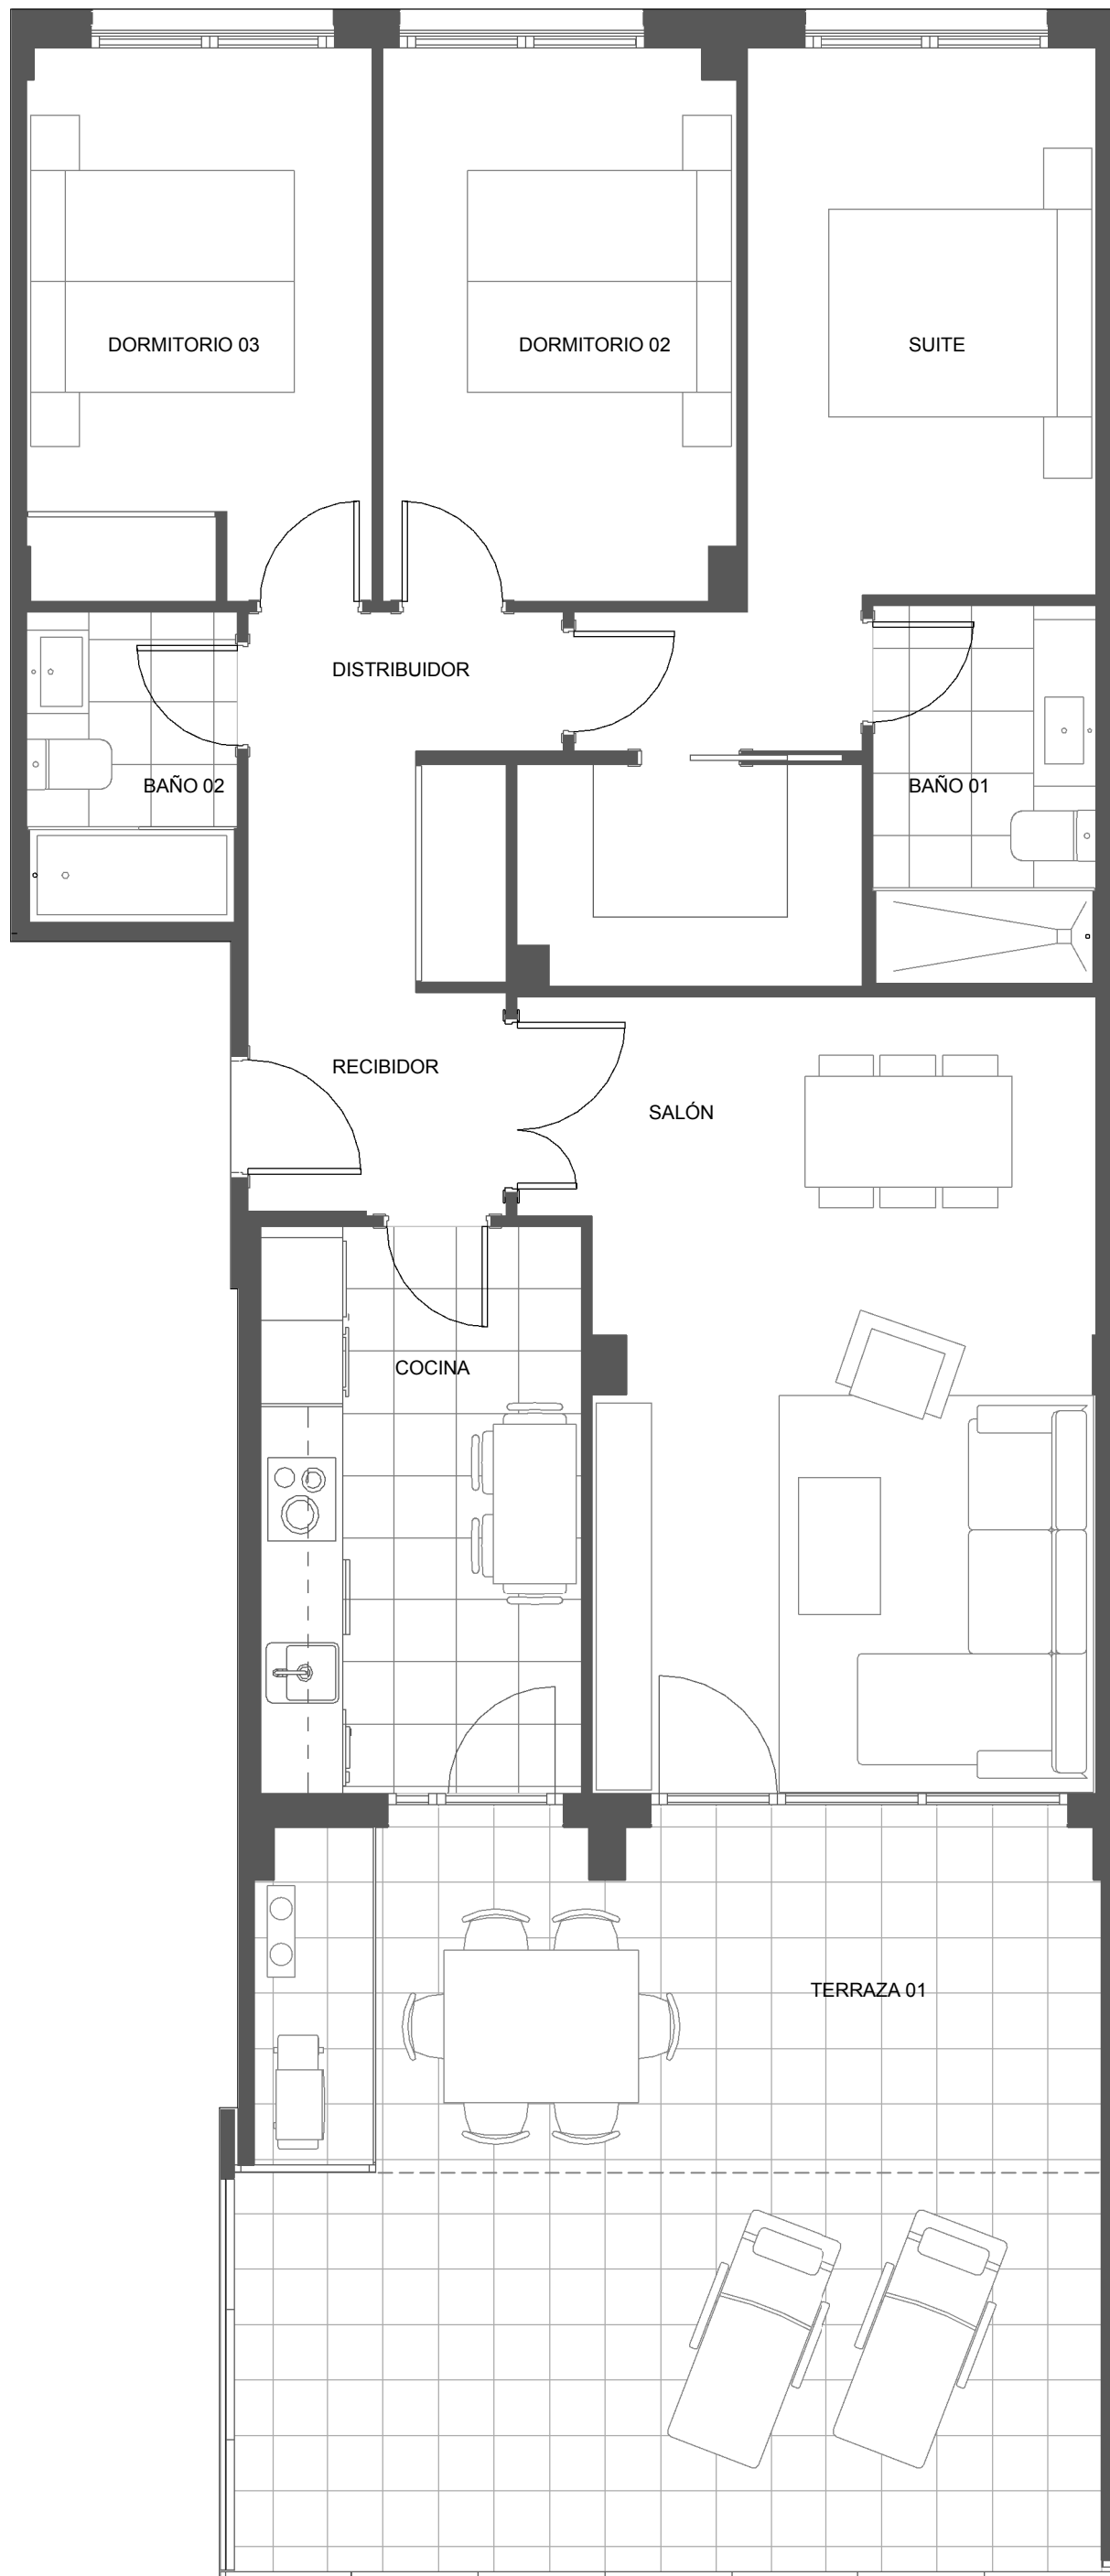 DORMITORIO 03
DORMITORIO 02
SUITE
DISTRIBUIDOR
BAÑO 02
BAÑO 01
RECIBIDOR
SALÓN
COCINA
TERRAZA 01